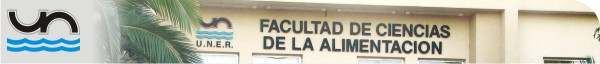 un
U.N.E.R.
FACULTAD DE CIENCIAS
DE LA ALIMENTACION